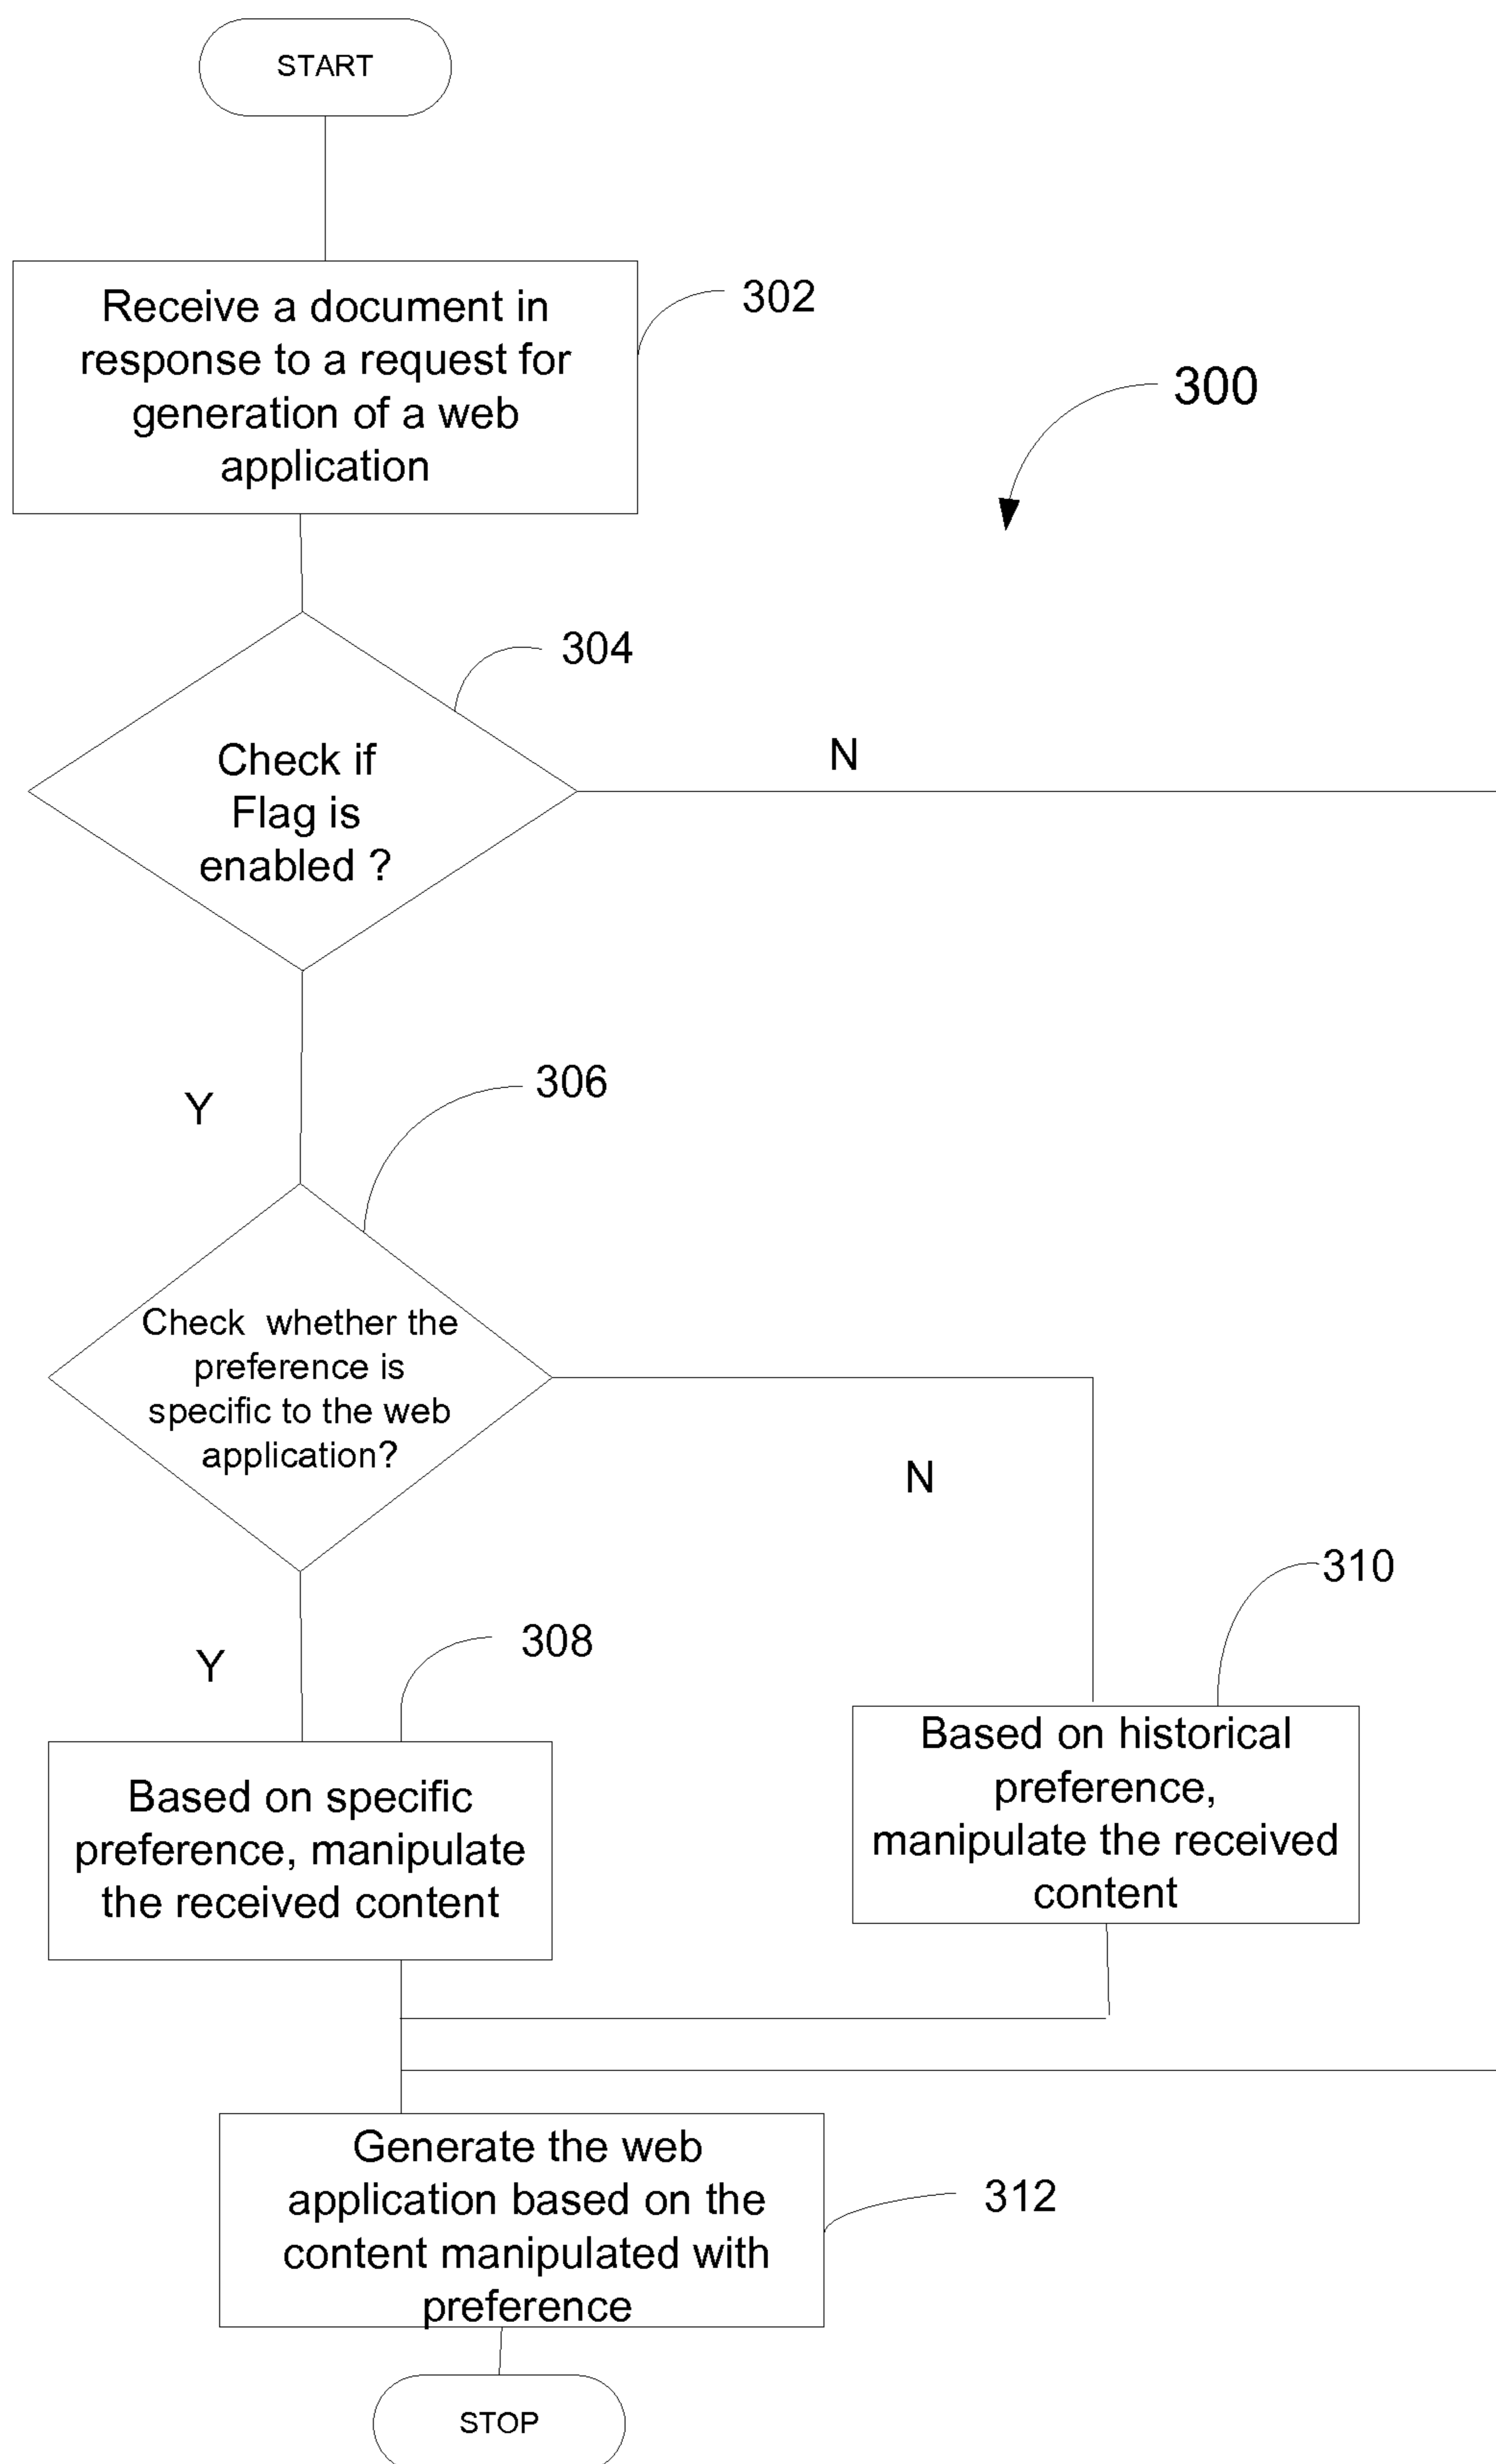 START
Receive a document in
response to a request for
generation of a web
application
302
300
304
Check if
Flag is
enabled ?
N
Y
306
Check whether the
preference is
specific to the web
application?
N
Y
308
310
Based on specific
preference, manipulate
the received content
Based on historical
preference,
manipulate the received
content
Generate the web
application based on the
content manipulated with
preference
312
STOP